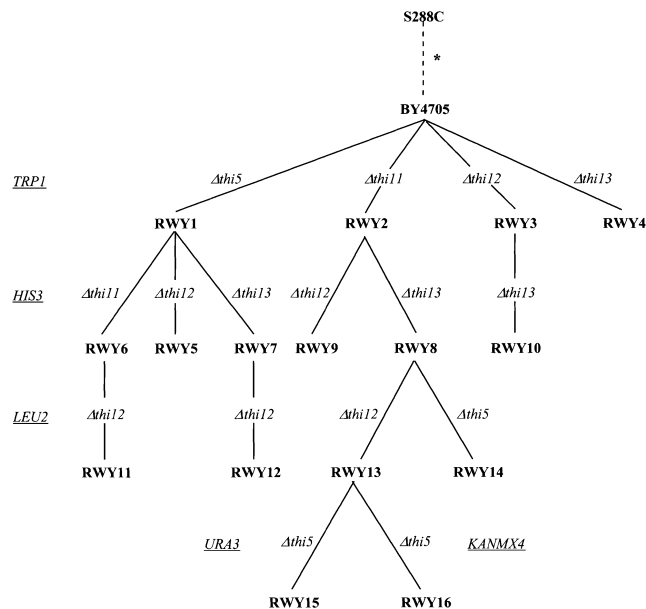 S288C
*
BY4705
TRP1 Δthi5 Δthi11 Δthi12 Δthi13
RWY1 RWY2 RWY3 RWY4
HIS3 Δthi11 Δthi12 Δthi13 Δthi12 Δthi13 Δthi13
RWY6 RWY5 RWY7 RWY9 RWY8 RWY10
LEU2 Δthi12 Δthi12 Δthi12 Δthi5
RWY11 RWY12 RWY13 RWY14
URA3 Δthi5 Δthi5 KANMX4
RWY15 RWY16